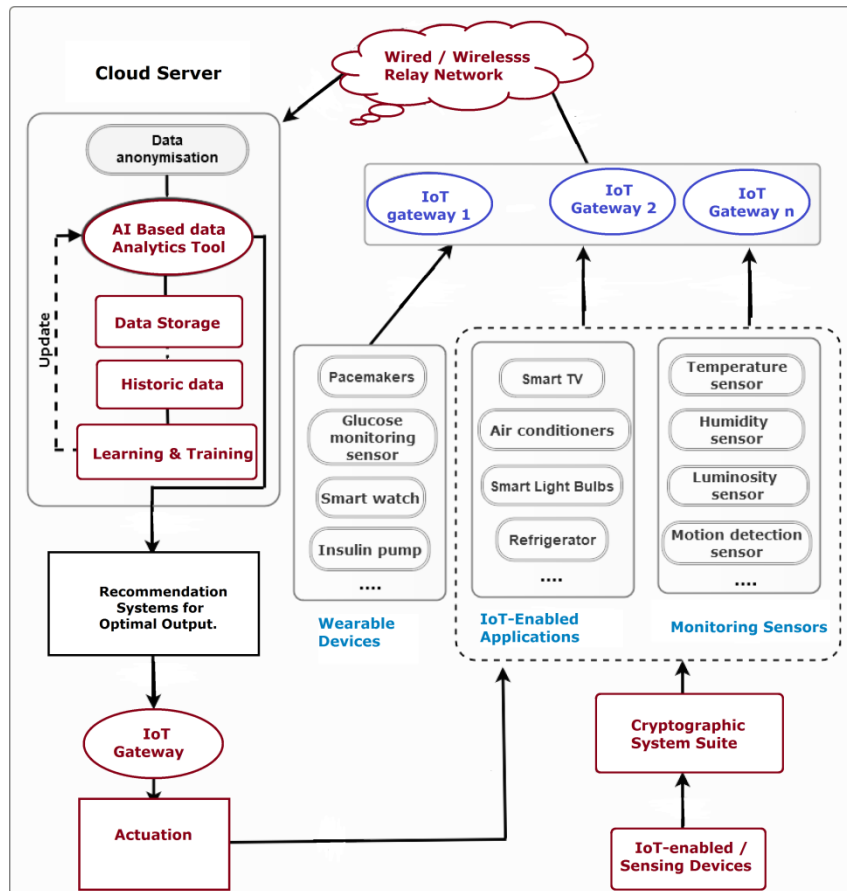 Wired / Wirelesss
Relay Network
Cloud Server
Data
anonymisation
AI Based data
Analytics Tool
Update
Data Storage
Historic data
Learning & Training
IoT
gateway 1
IoT
Gateway 2
IoT
Gateway n
Pacemakers
Glucose
monitoring
sensor
Smart watch
Insulin pump
....
Wearable
Devices
Smart TV
Air conditioners
Smart Light Bulbs
Refrigerator
....
IoT-Enabled
Applications
Temperature
sensor
Humidity
sensor
Luminosity
sensor
Motion detection
sensor
....
Monitoring Sensors
Recommendation
Systems for
Optimal Output.
IoT
Gateway
Actuation
Cryptographic
System Suite
IoT-enabled /
Sensing Devices